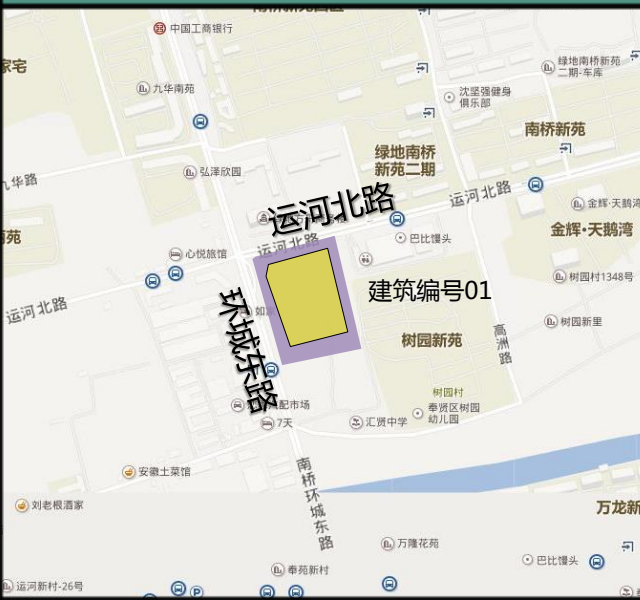 中国工商银行
家宅
九华南苑
沈坚强健身
俱乐部
绿地南桥新苑
二期-车库
南桥新苑
绿地南桥
新苑二期
弘泽欣园
九华路
运河北路
运河北路
运河北路
金辉·天鹅湾
金辉·天鹅湾
苑
巴比馒头
心悦旅馆
树园村1348号
建筑编号01
运河北路
环城东路
树园新里
树园新苑
高洲路
树园村
奉贤区树园
幼儿园
配市场
7天
汇贤中学
安徽土菜馆
南桥环城东路
刘老根酒家
万龙新
万隆花苑
巴比馒头
奉苑新村
运河新村-26号
P